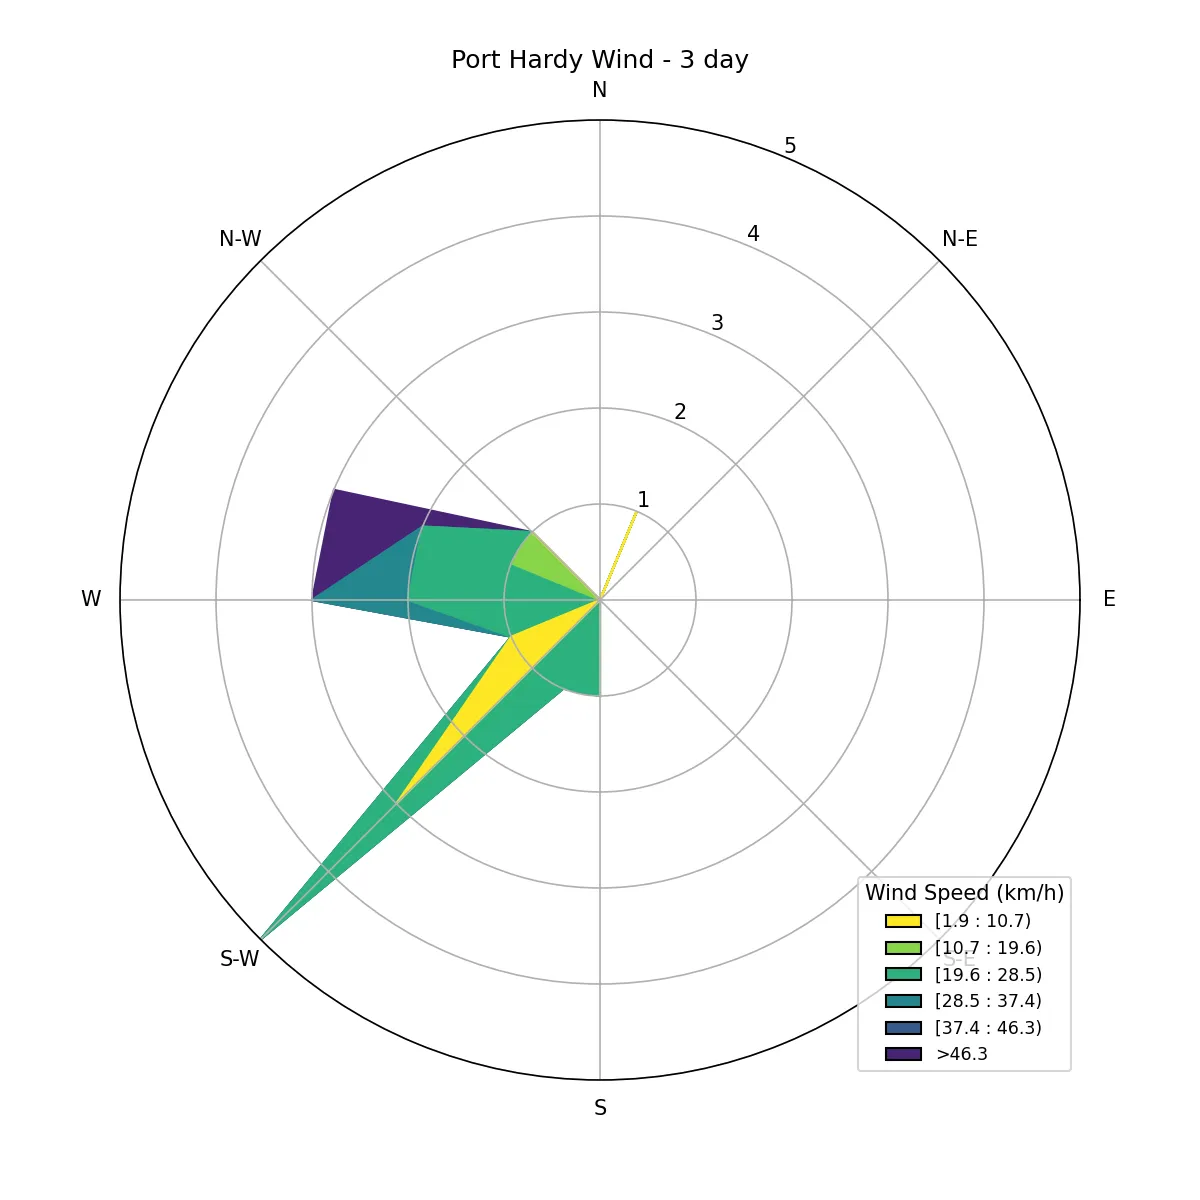 Port Hardy Wind - 3 day
N
5
N-W
4
N-E
3
2
1
W
E
S-W
S-E
Wind Speed (km/h)
[1.9 : 10.7)
[10.7 : 19.6)
[19.6 : 28.5)
[28.5 : 37.4)
[37.4 : 46.3)
>46.3
S